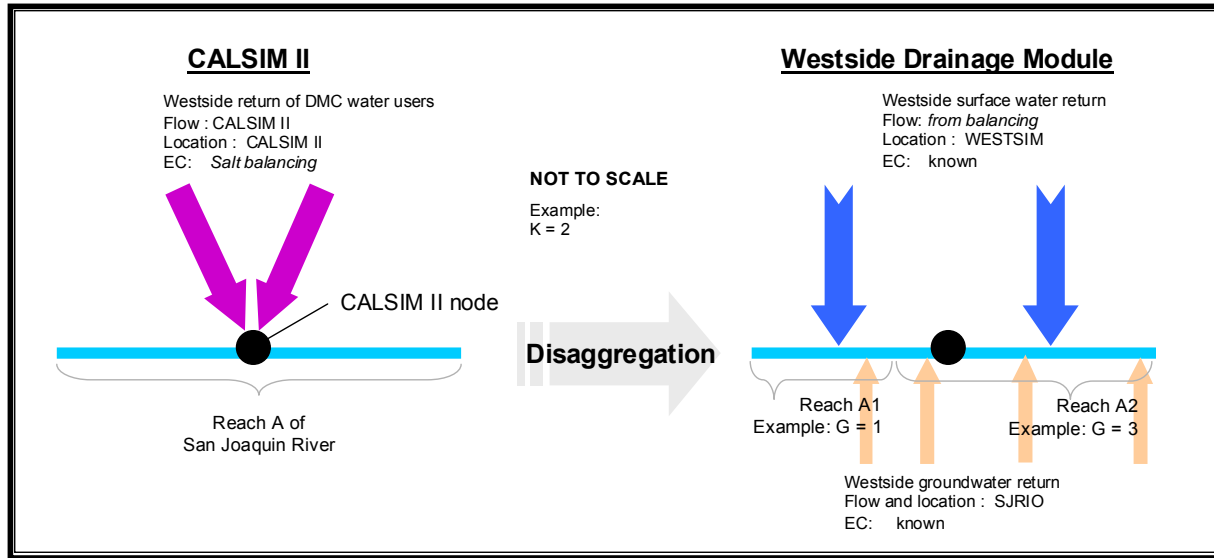 CALSIM II
Westside return of DMC water users
Flow : CALSIM II
Location : CALSIM II
EC: Salt balancing
CALSIM II node
Reach A of
San Joaquin River
NOT TO SCALE
Example:
K = 2
Disaggregation
Westside Drainage Module
Westside surface water return
Flow: from balancing
Location : WESTSIM
EC: known
Reach A1
Example: G = 1
Reach A2
Example: G = 3
Westside groundwater return
Flow and location : SJRIO
EC: known